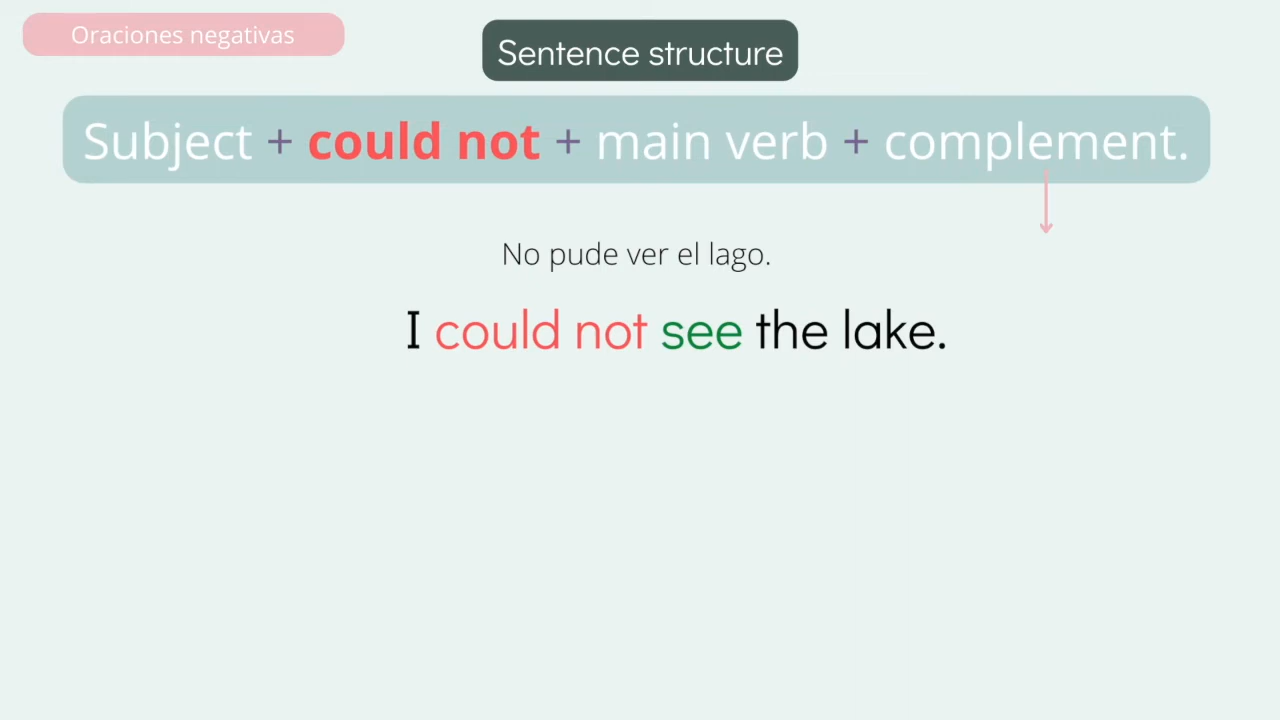 Oraciones negativas
Sentence structure
Subject + could not + main verb + complement.
No pude ver el lago.
I could not see the lake.